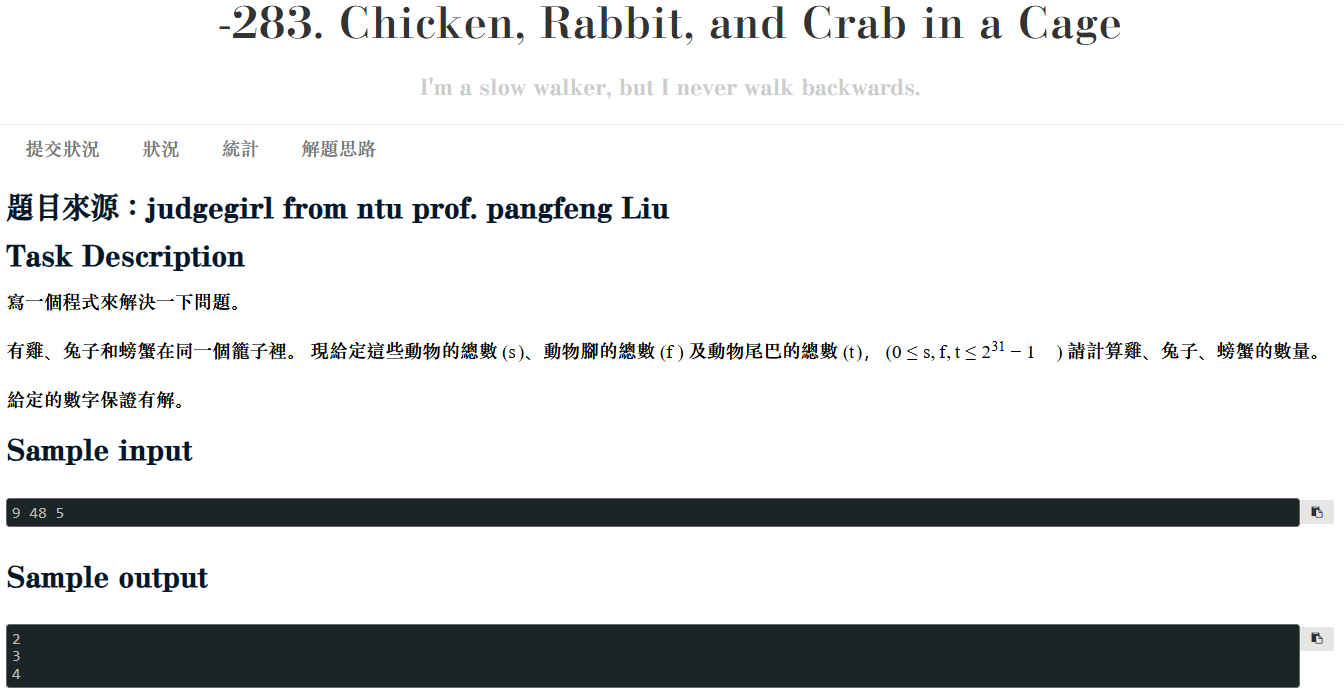 -283. Chicken, Rabbit, and Crab in a Cage
I'm a slow walker, but I never walk backwards.
提交狀況 狀況 統計 解題思路
題目來源：judgegirl from ntu prof. pangfeng Liu
Task Description
寫一個程式來解決一下問題。
有雞、兔子和螃蟹在同一個籠子裡。 現給定這些動物的總數 (s)、動物腳的總數 (f ) 及動物尾巴的總數 (t)， (0 ≤ s, f, t ≤ 2³¹ − 1 ) 請計算雞、兔子、螃蟹的數量。
給定的數字保證有解。
Sample input
9 48 5
Sample output
2
3
4